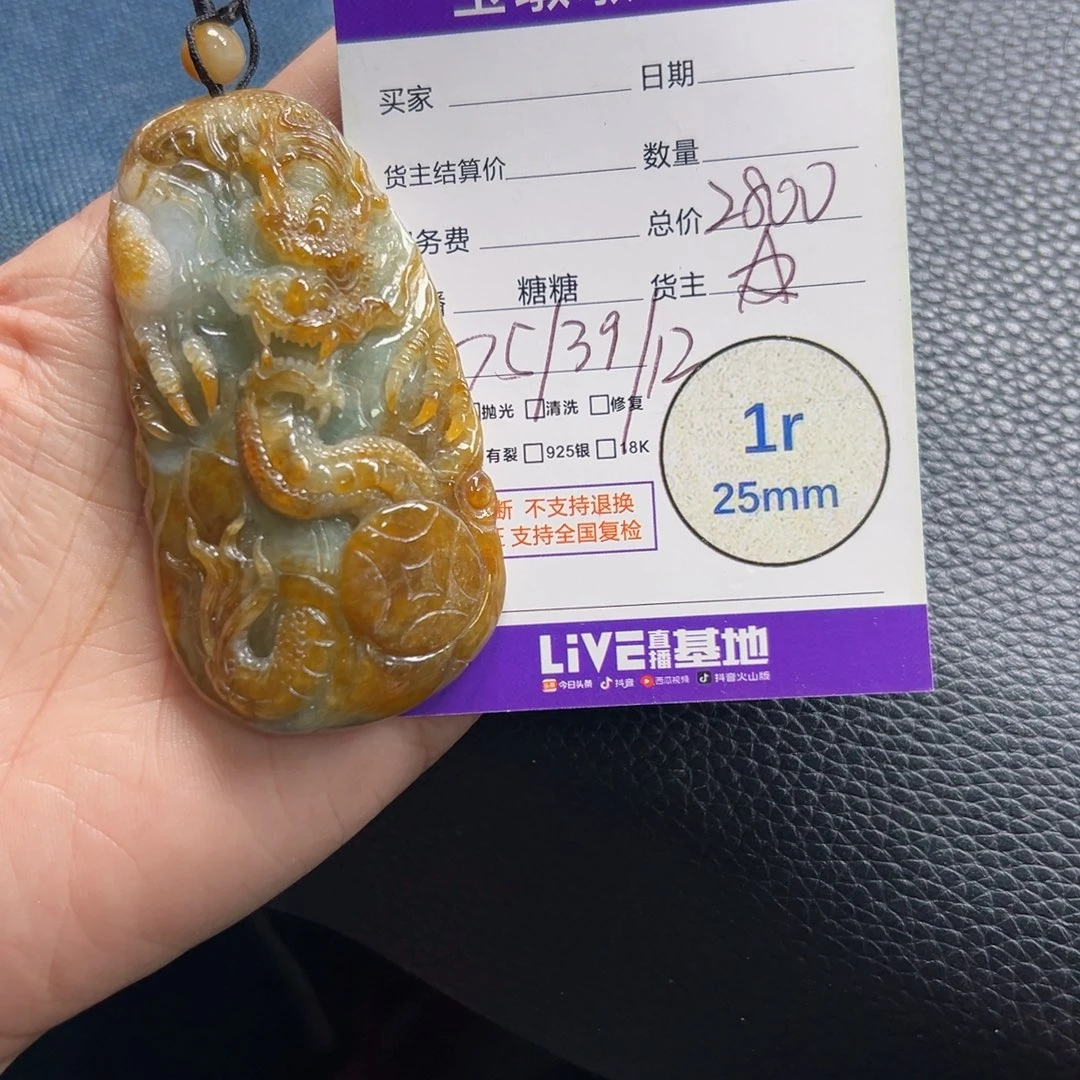 买家
日期
货主结算价
数量
务费
总价 2800
糖糖
货主
75/39/12
抛光 清洗 修复
有裂 925银 18K
断 不支持退换
支持全国复检
1r
25mm
LiVE直播基地
今日头条 抖音 西瓜视频 抖音火山版